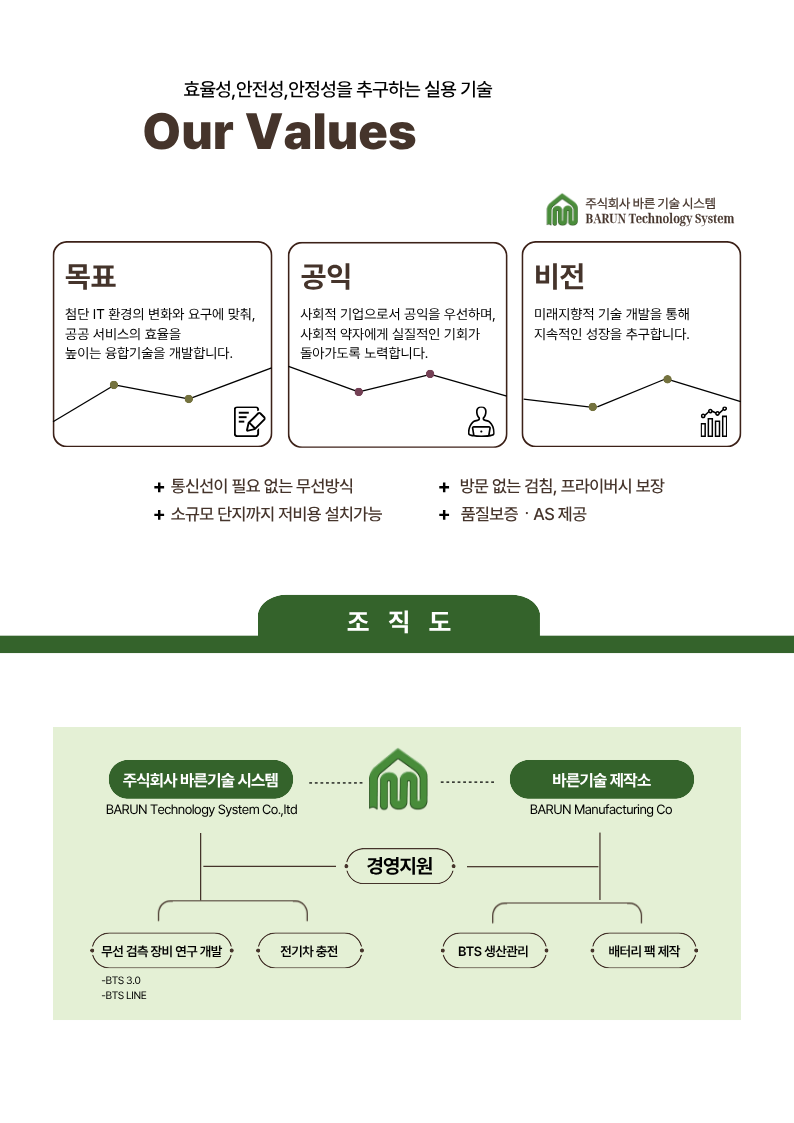 효율성,안전성,안정성을 추구하는 실용 기술
Our Values
주식회사 바른 기술 시스템
BARUN Technology System
목표
첨단 IT 환경의 변화와 요구에 맞춰,
공공 서비스의 효율을
높이는 융합기술을 개발합니다.
공익
사회적 기업으로서 공익을 우선하며,
사회적 약자에게 실질적인 기회가
돌아가도록 노력합니다.
비전
미래지향적 기술 개발을 통해
지속적인 성장을 추구합니다.
+ 통신선이 필요 없는 무선방식
+ 소규모 단지까지 저비용 설치가능
+ 방문 없는 검침, 프라이버시 보장
+ 품질보증 · AS 제공
조 직 도
주식회사 바른기술 시스템
BARUN Technology System Co.,ltd
바른기술 제작소
BARUN Manufacturing Co
경영지원
무선 검측 장비 연구 개발
전기차 충전
BTS 생산관리
배터리 팩 제작
-BTS 3.0
-BTS LINE